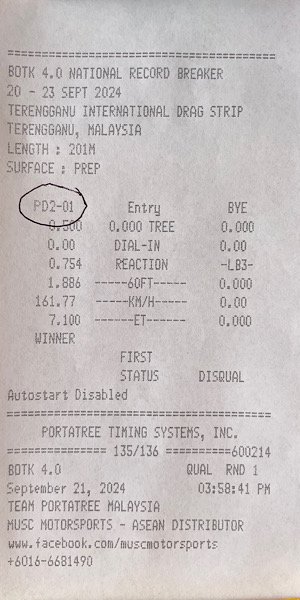 ==================================
BOTK 4.0 NATIONAL RECORD BREAKER
20 - 23 SEPT 2024
TERENGGANU INTERNATIONAL DRAG STRIP
TERENGGANU, MALAYSIA
LENGTH : 201M
SURFACE : PREP
PD2-01 Entry BYE
0.500 0.000 TREE 0.000
0.00 DIAL-IN 0.00
0.754 REACTION -LB3-
1.886 -----60FT----- 0.000
161.77 -----KM/H----- 0.00
7.100 ------ET------ 0.000
WINNER
FIRST
STATUS DISQUAL
Autostart Disabled
==================================
PORTATREE TIMING SYSTEMS, INC.
============== 135/136 ==========600214
BOTK 4.0 QUAL RND 1
September 21, 2024 03:58:41 PM
TEAM PORTATREE MALAYSIA
MUSC MOTORSPORTS - ASEAN DISTRIBUTOR
www.facebook.com/muscmotorsports
+6016-6681490